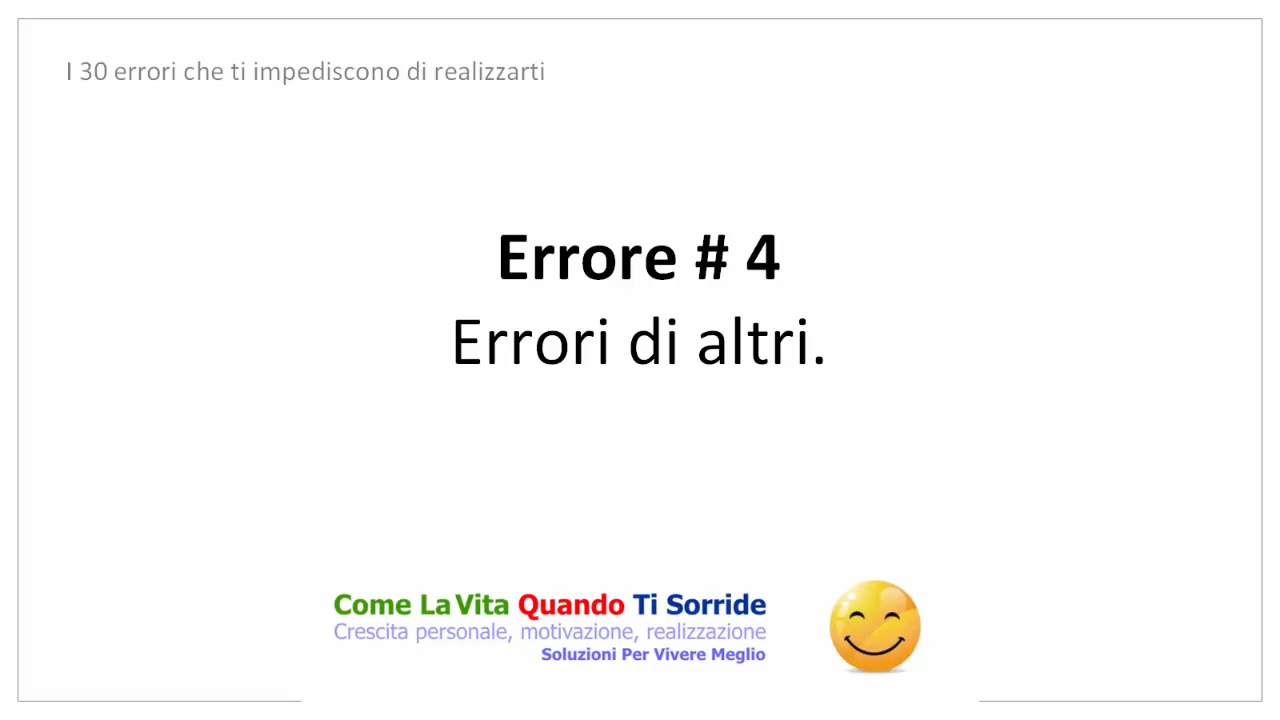 I 30 errori che ti impediscono di realizzarti
Errore # 4
Errori di altri.
Come La Vita Quando Ti Sorride
Crescita personale, motivazione, realizzazione
Soluzioni Per Vivere Meglio